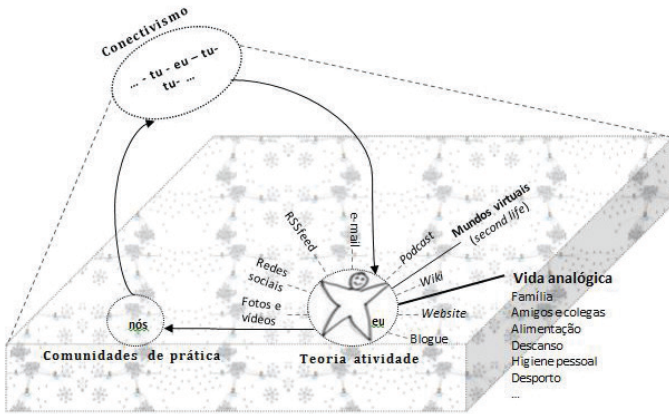 Conectivismo
... - tu - eu – tu-
tu- ...
RSSfeed
e-mail
Podcast
Mundos virtuais
(second life)
Redes
sociais
Wiki
Fotos e
vídeos
Website
nós
eu
Blogue
Comunidades de prática
Teoria atividade
Vida analógica
Família
Amigos e colegas
Alimentação
Descanso
Higiene pessoal
Desporto
...